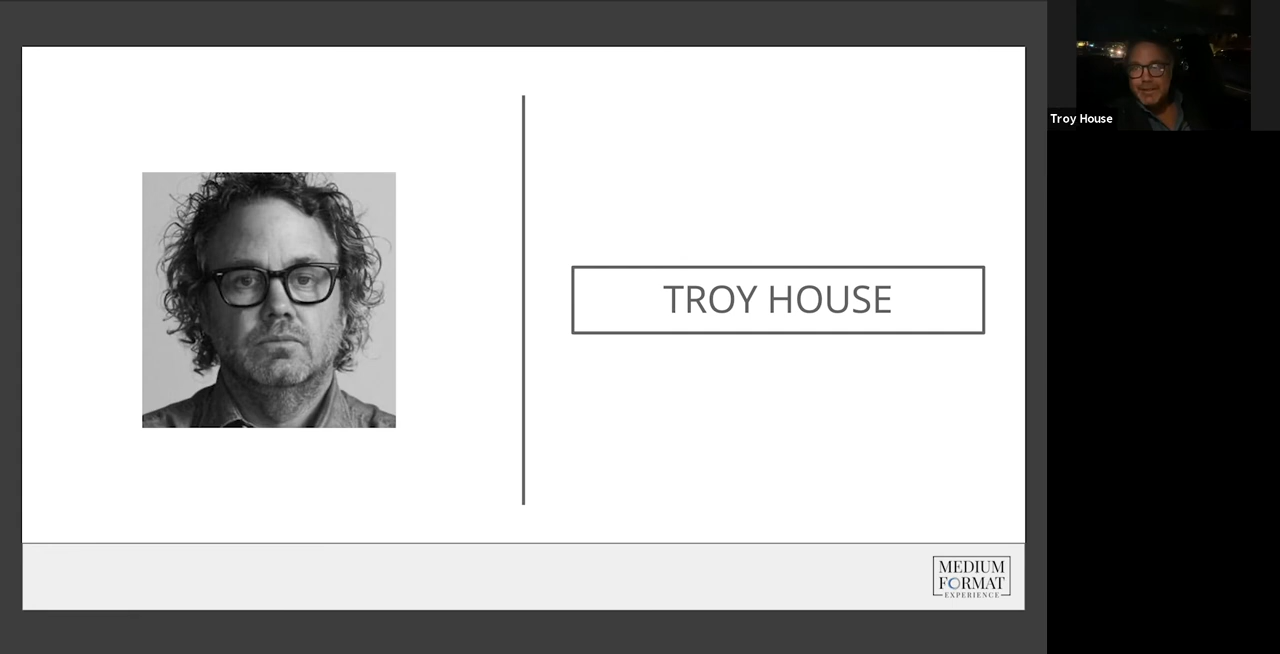 TROY HOUSE
MEDIUM
FORMAT
EXPERIENCE
Troy House